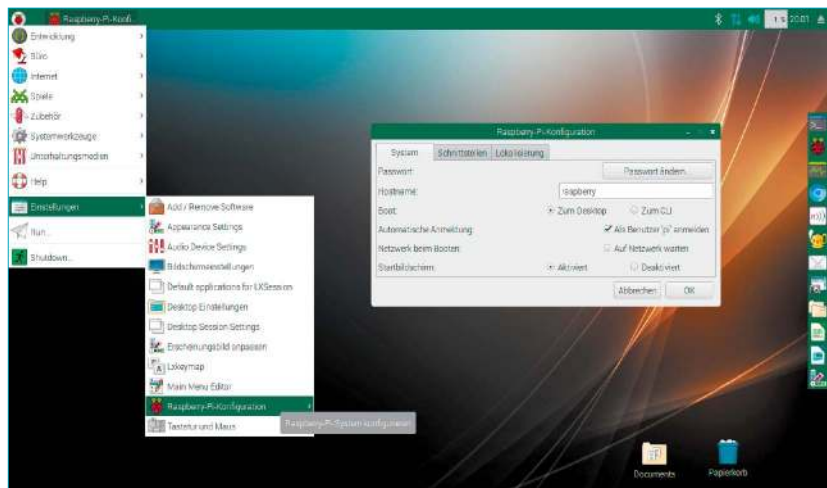 Raspberry-Pi-Konfi...
1 %
20:01
Entwicklung
Büro
Internet
Spiele
Zubehör
Systemwerkzeuge
Unterhaltungsmedien
Help
Einstellungen
Run...
Shutdown...
Add / Remove Software
Appearance Settings
Audio Device Settings
Bildschirmeinstellungen
Default applications for LXSession
Desktop Einstellungen
Desktop Session Settings
Erscheinungsbild anpassen
Lxkeymap
Main Menu Editor
Raspberry-Pi-Konfiguration
Tastatur und Maus
Raspberry-Pi-System konfigurieren
Raspberry-Pi-Konfiguration
System Schnittstellen Lokalisierung
Passwort: Passwort ändern...
Hostname: raspberry
Boot: Zum Desktop Zum CLI
Automatische Anmeldung: Als Benutzer 'pi' anmelden
Netzwerk beim Booten: Auf Netzwerk warten
Startbildschirm: Aktiviert Deaktiviert
Abbrechen OK
Documents
Papierkorb